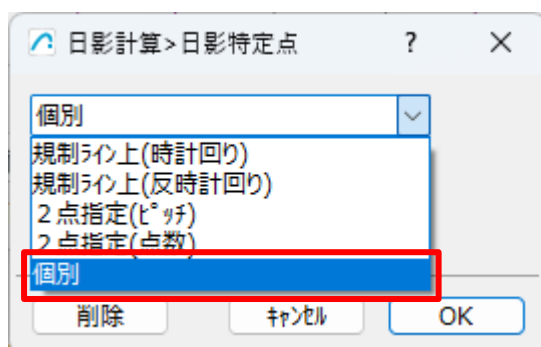 日影計算>日影特定点 ? ×
個別
規制ﾗｲﾝ上(時計回り)
規制ﾗｲﾝ上(反時計回り)
２点指定(ﾋﾟｯﾁ)
２点指定(点数)
個別
削除 ｷｬﾝｾﾙ OK